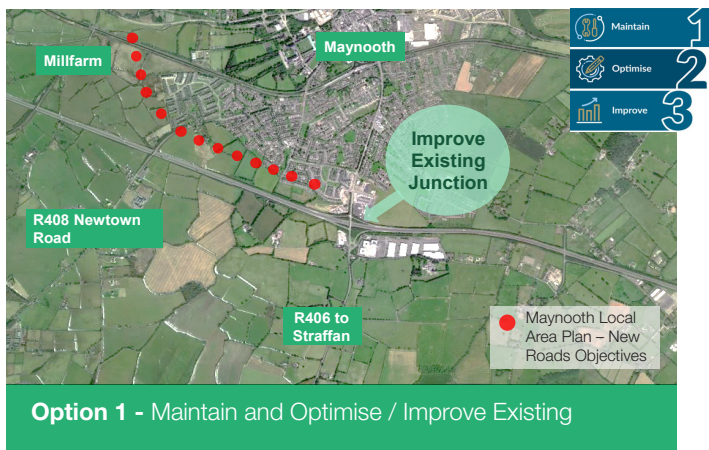 Millfarm
Maynooth
Maintain 1
Optimise 2
Improve 3
Improve
Existing
Junction
R408 Newtown
Road
R406 to
Straffan
Maynooth Local
Area Plan – New
Roads Objectives
Option 1 - Maintain and Optimise / Improve Existing